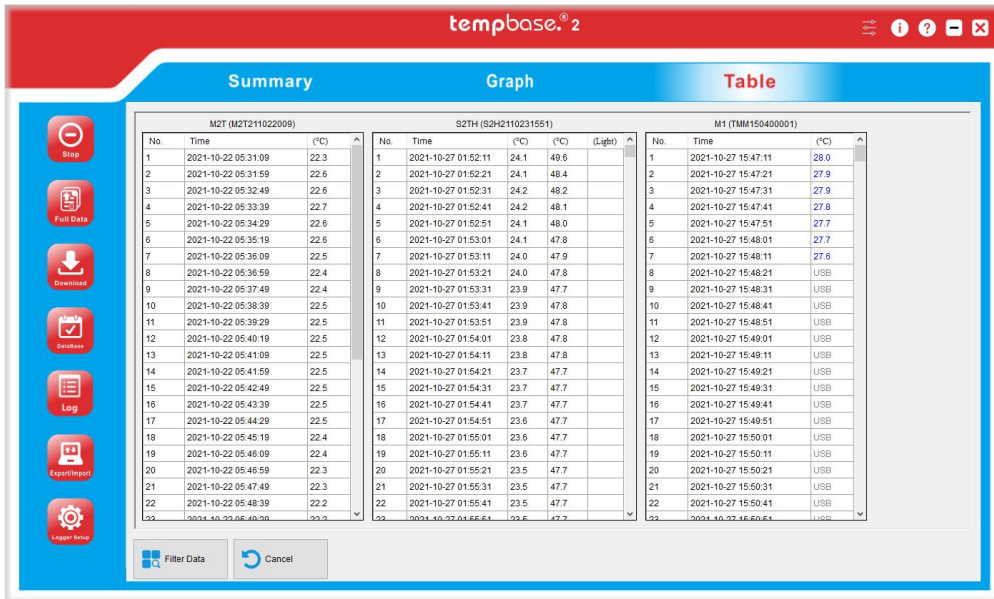 tempbase.® 2
Summary Graph Table
Stop
Full Data
Download
DataBase
Log
Export/Import
Logger Setup
M2T (M2T211022009)
No. Time (°C)
1 2021-10-22 05:31:09 22.3
2 2021-10-22 05:31:59 22.6
3 2021-10-22 05:32:49 22.6
4 2021-10-22 05:33:39 22.7
5 2021-10-22 05:34:29 22.6
6 2021-10-22 05:35:19 22.6
7 2021-10-22 05:36:09 22.5
8 2021-10-22 05:36:59 22.4
9 2021-10-22 05:37:49 22.4
10 2021-10-22 05:38:39 22.5
11 2021-10-22 05:39:29 22.5
12 2021-10-22 05:40:19 22.5
13 2021-10-22 05:41:09 22.5
14 2021-10-22 05:41:59 22.5
15 2021-10-22 05:42:49 22.5
16 2021-10-22 05:43:39 22.5
17 2021-10-22 05:44:29 22.5
18 2021-10-22 05:45:19 22.4
19 2021-10-22 05:46:09 22.4
20 2021-10-22 05:46:59 22.3
21 2021-10-22 05:47:49 22.3
22 2021-10-22 05:48:39 22.2
S2TH (S2H2110231551)
No. Time (°C) (°C) (Light)
1 2021-10-27 01:52:11 24.1 49.6
2 2021-10-27 01:52:21 24.1 48.4
3 2021-10-27 01:52:31 24.2 48.2
4 2021-10-27 01:52:41 24.2 48.1
5 2021-10-27 01:52:51 24.1 48.0
6 2021-10-27 01:53:01 24.1 47.8
7 2021-10-27 01:53:11 24.0 47.9
8 2021-10-27 01:53:21 24.0 47.8
9 2021-10-27 01:53:31 23.9 47.7
10 2021-10-27 01:53:41 23.9 47.8
11 2021-10-27 01:53:51 23.9 47.8
12 2021-10-27 01:54:01 23.8 47.8
13 2021-10-27 01:54:11 23.8 47.8
14 2021-10-27 01:54:21 23.7 47.7
15 2021-10-27 01:54:31 23.7 47.7
16 2021-10-27 01:54:41 23.7 47.7
17 2021-10-27 01:54:51 23.6 47.7
18 2021-10-27 01:55:01 23.6 47.7
19 2021-10-27 01:55:11 23.6 47.7
20 2021-10-27 01:55:21 23.5 47.7
21 2021-10-27 01:55:31 23.5 47.7
22 2021-10-27 01:55:41 23.5 47.7
M1 (TMM150400001)
No. Time (°C)
1 2021-10-27 15:47:11 28.0
2 2021-10-27 15:47:21 27.9
3 2021-10-27 15:47:31 27.9
4 2021-10-27 15:47:41 27.8
5 2021-10-27 15:47:51 27.7
6 2021-10-27 15:48:01 27.7
7 2021-10-27 15:48:11 27.6
8 2021-10-27 15:48:21 USB
9 2021-10-27 15:48:31 USB
10 2021-10-27 15:48:41 USB
11 2021-10-27 15:48:51 USB
12 2021-10-27 15:49:01 USB
13 2021-10-27 15:49:11 USB
14 2021-10-27 15:49:21 USB
15 2021-10-27 15:49:31 USB
16 2021-10-27 15:49:41 USB
17 2021-10-27 15:49:51 USB
18 2021-10-27 15:50:01 USB
19 2021-10-27 15:50:11 USB
20 2021-10-27 15:50:21 USB
21 2021-10-27 15:50:31 USB
22 2021-10-27 15:50:41 USB
Filter Data
Cancel